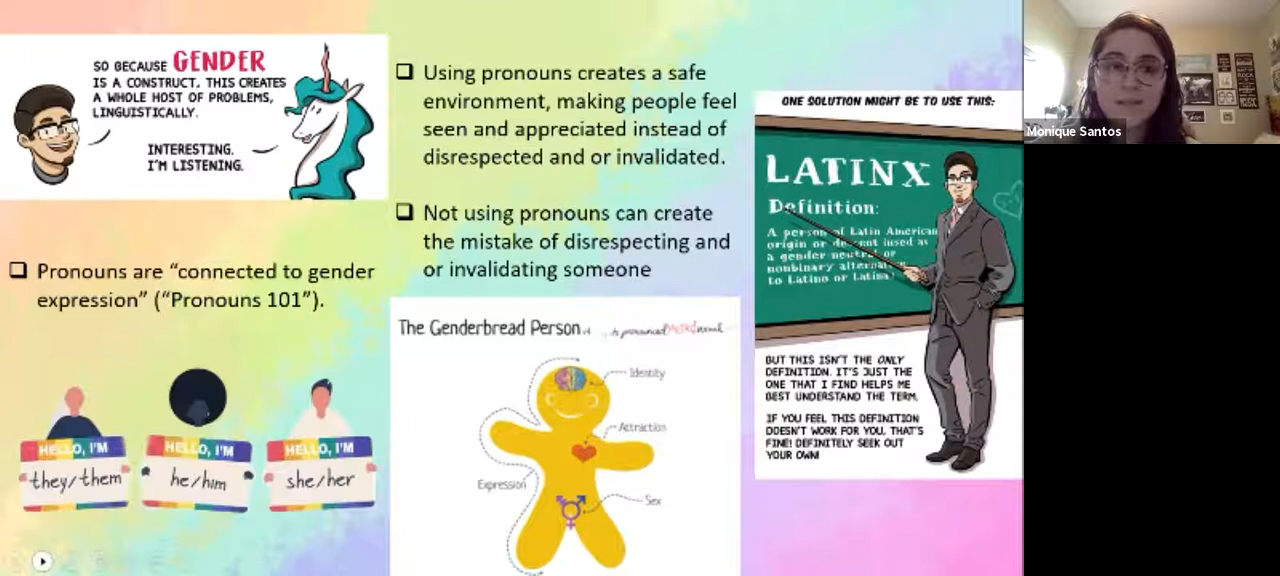 SO BECAUSE GENDER
IS A CONSTRUCT, THIS CREATES
A WHOLE HOST OF PROBLEMS,
LINGUISTICALLY.
INTERESTING.
I'M LISTENING.
Pronouns are “connected to gender
expression” (“Pronouns 101”).
HELLO, I'M
they/them
HELLO, I'M
he/him
HELLO, I'M
she/her
Using pronouns creates a safe
environment, making people feel
seen and appreciated instead of
disrespected and or invalidated.
Not using pronouns can create
the mistake of disrespecting and
or invalidating someone
The Genderbread Person
Identity
Attraction
Expression
Sex
ONE SOLUTION MIGHT BE TO USE THIS:
LATINX
Definition:
A person of Latin American
origin or descent (used as
a gender neutral or
nonbinary
to Latino or Latina)
BUT THIS ISN'T THE ONLY
DEFINITION. IT'S JUST THE
ONE THAT I FIND HELPS ME
BEST UNDERSTAND THE TERM.
IF YOU FEEL THIS DEFINITION
DOESN'T WORK FOR YOU, THAT'S
FINE! DEFINITELY SEEK OUT
YOUR OWN!
Monique Santos